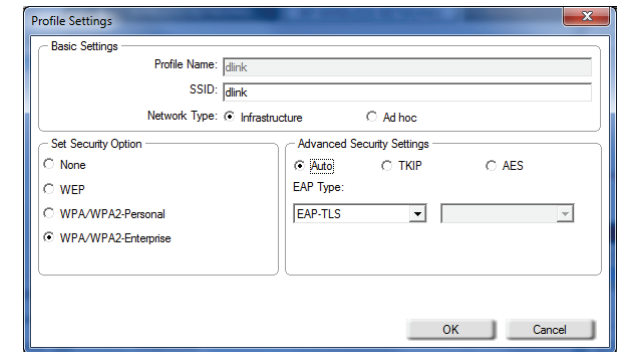 Profile Settings
Basic Settings
Profile Name: dlink
SSID: dlink
Network Type: Infrastructure Ad hoc
Set Security Option
None
WEP
WPA/WPA2-Personal
WPA/WPA2-Enterprise
Advanced Security Settings
Auto TKIP AES
EAP Type:
EAP-TLS
OK Cancel